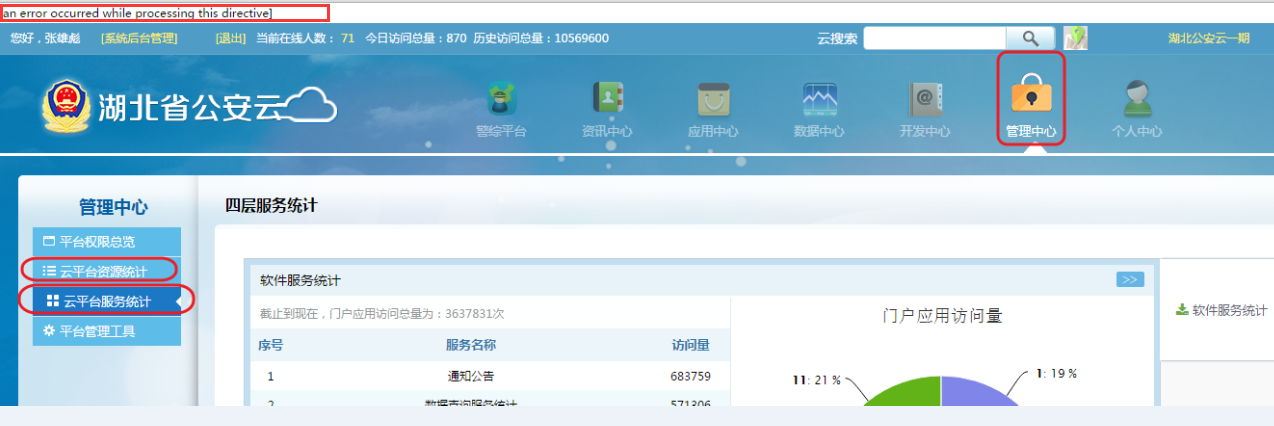 an error occurred while processing this directive]
您好，张雄彪 [系统后台管理] [退出] 当前在线人数： 71 今日访问总量：870 历史访问总量：10569600 云搜索 湖北公安云一期
湖北省公安云
警综平台 资讯中心 应用中心 数据中心 开发中心 管理中心 个人中心
管理中心
平台权限总览
云平台资源统计
云平台服务统计
平台管理工具
四层服务统计
软件服务统计 >>
截止到现在，门户应用访问总量为：3637831次
序号 服务名称 访问量
1 通知公告 683759
2 数据查询服务统计 571306
门户应用访问量
11: 21 %
1: 19 %
软件服务统计